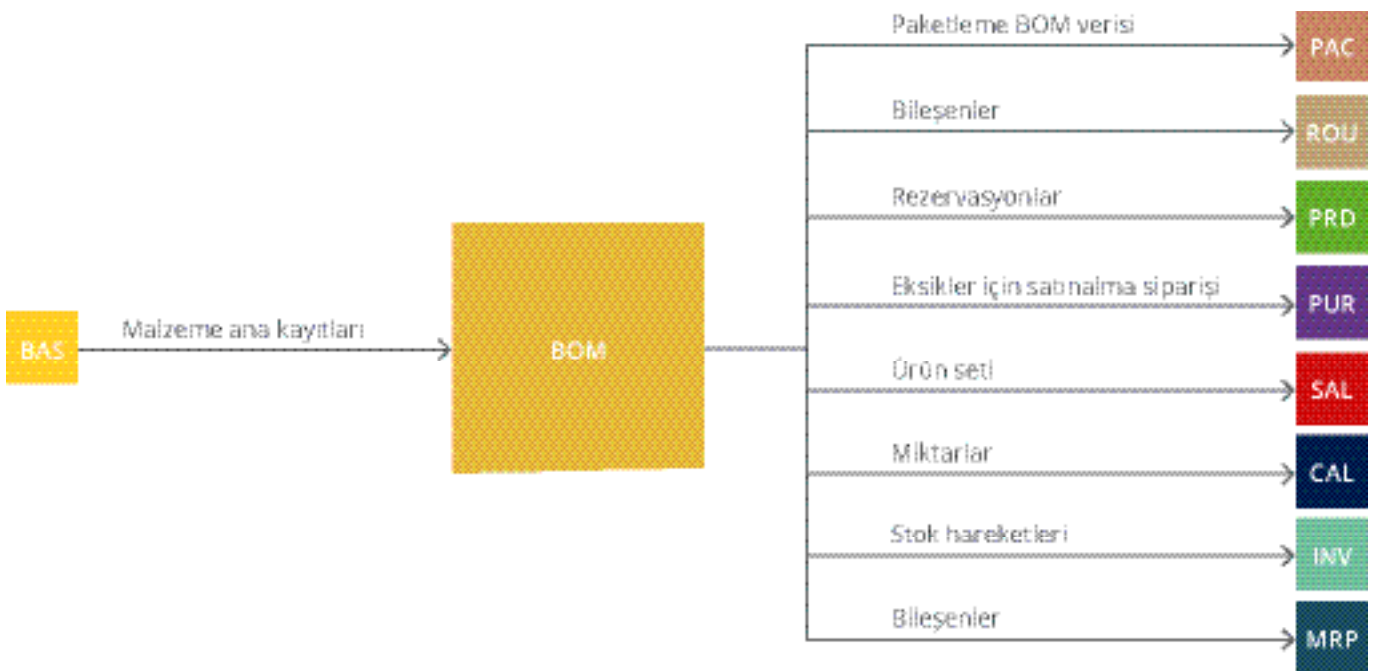 Paketleme BOM verisi
PAC
Bileşenler
ROU
Rezervasyonlar
PRD
Eksikler için satınalma siparişi
PUR
BAS
Malzeme ana kayıtları
BOM
Ürün seti
SAL
Miktarlar
CAL
Stok hareketleri
INV
Bileşenler
MRP